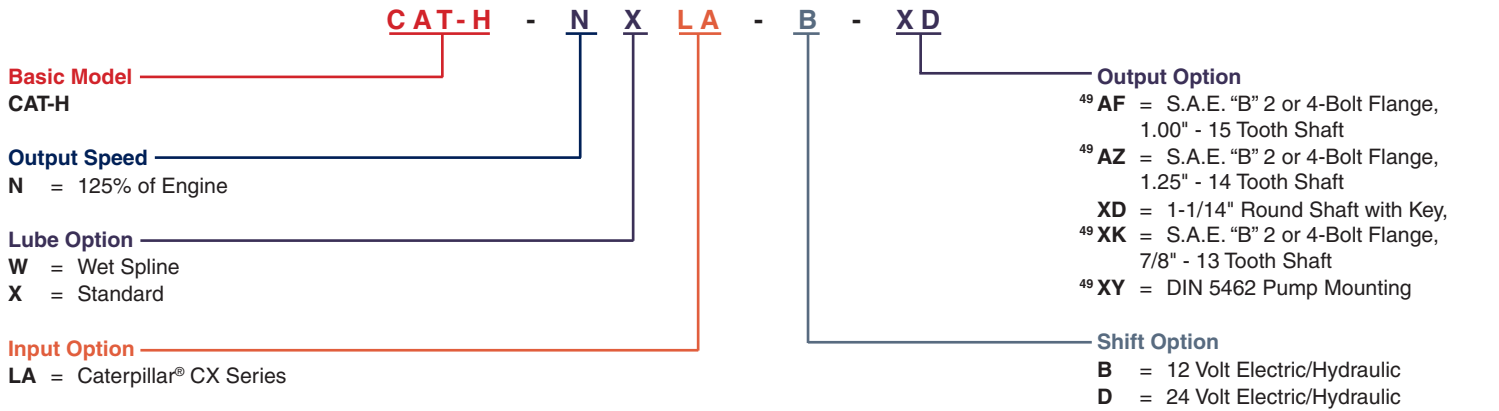 CAT-H - N X LA - B - XD
Basic Model
CAT-H
Output Speed
N = 125% of Engine
Lube Option
W = Wet Spline
X = Standard
Input Option
LA = Caterpillar® CX Series
Output Option
49 AF = S.A.E. “B” 2 or 4-Bolt Flange,
1.00" - 15 Tooth Shaft
49 AZ = S.A.E. “B” 2 or 4-Bolt Flange,
1.25" - 14 Tooth Shaft
XD = 1-1/14" Round Shaft with Key,
49 XK = S.A.E. “B” 2 or 4-Bolt Flange,
7/8" - 13 Tooth Shaft
49 XY = DIN 5462 Pump Mounting
Shift Option
B = 12 Volt Electric/Hydraulic
D = 24 Volt Electric/Hydraulic